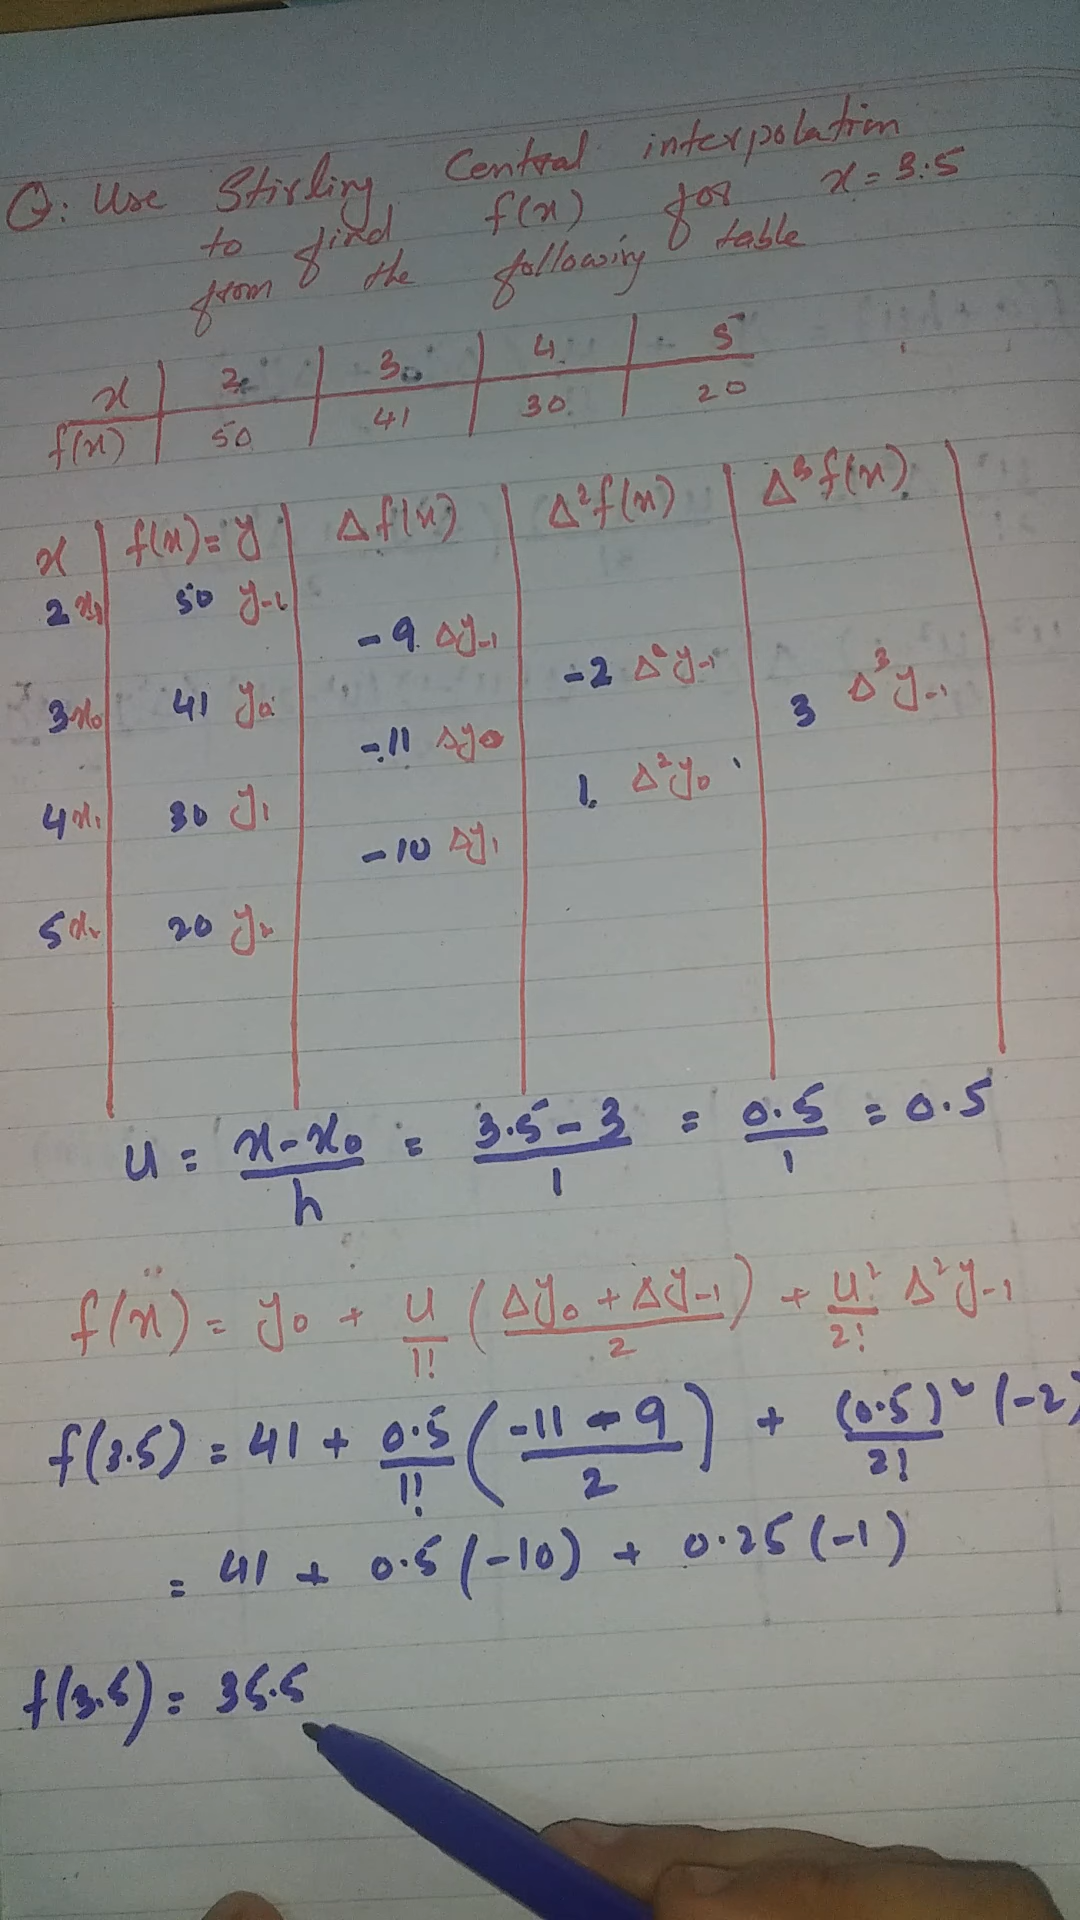 Q: Use Stirling Central interpolation
to find f(x) for x = 3.5
from the following table
x | 2 | 3 | 4 | 5
f(x) | 50 | 41 | 30 | 20
x | f(x) = y | Δf(x) | Δ²f(x) | Δ³f(x)
2 x₋₁ 50 y₋₁
-9 Δy₋₁
-2 Δ²y₋₁
3 x₀ 41 y₀ 3 Δ³y₋₁
-11 Δy₀
1 Δ²y₀
4 x₁ 30 y₁
-10 Δy₁
5 x₂ 20 y₂
u = (x - x₀)/h = (3.5 - 3)/1 = 0.5/1 = 0.5
f(x) = y₀ + u/1! ((Δy₀ + Δy₋₁)/2) + u²/2! Δ²y₋₁
f(3.5) = 41 + 0.5/1! ((-11 - 9)/2) + (0.5)²/2! (-2)
= 41 + 0.5 (-10) + 0.25 (-1)
f(3.5) = 35.5